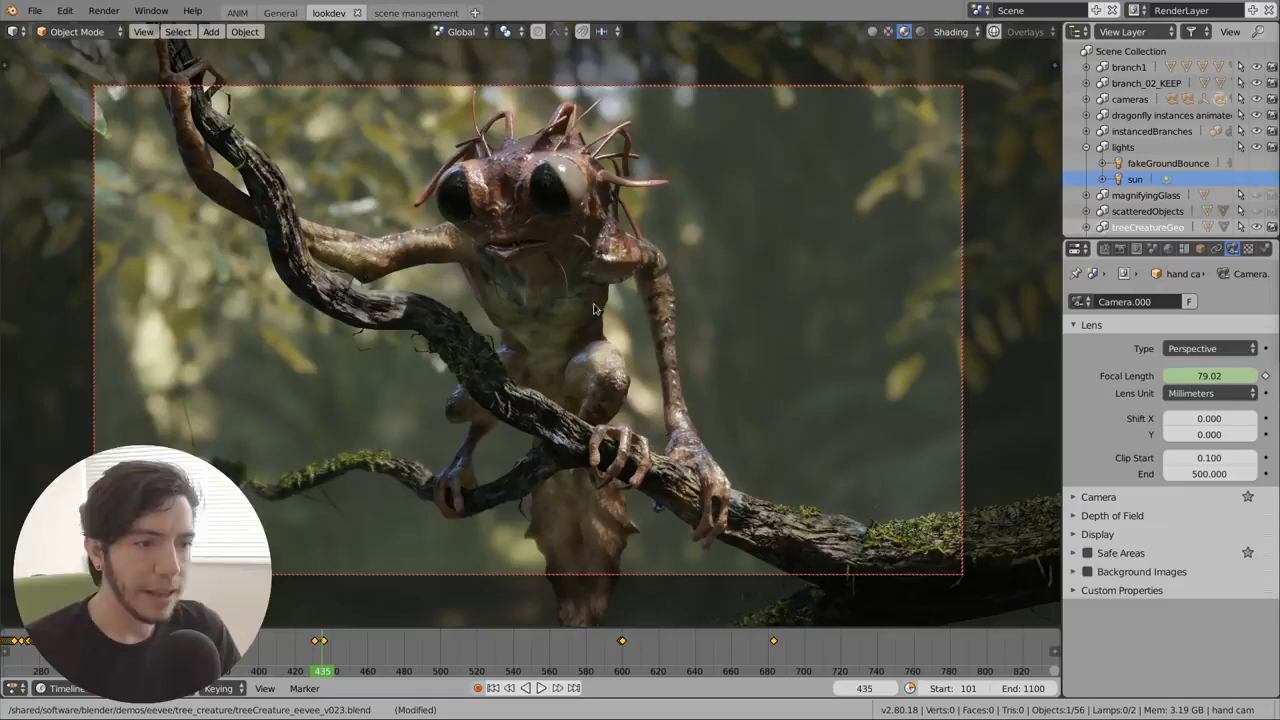 File Edit Render Window Help ANIM General lookdev scene management Scene RenderLayer
Object Mode View Select Add Object Global Shading Overlays
View Layer View
Scene Collection
branch1
branch_02_KEEP
cameras
dragonfly instances animate
instancedBranches
lights
fakeGroundBounce
sun
magnifyingGlass
scatteredObjects
treeCreatureGeo
hand ca Camera.
Camera.000 F
Lens
Type Perspective
Focal Length 79.02
Lens Unit Millimeters
Shift X 0.000
Y 0.000
Clip Start 0.100
End 500.000
Camera
Depth of Field
Display
Safe Areas
Background Images
Custom Properties
280 400 420 435 460 480 500 520 540 560 580 600 620 640 660 680 700 720 740 760 780 800 820
Timeline Keying View Marker 435 Start: 101 End: 1100
/shared/software/blender/demos/eevee/tree_creature/treeCreature_eevee_v023.blend (Modified) v2.80.18 | Verts:0 | Faces:0 | Tris:0 | Objects:1/56 | Lamps:0/2 | Mem: 3.19 GB | hand cam